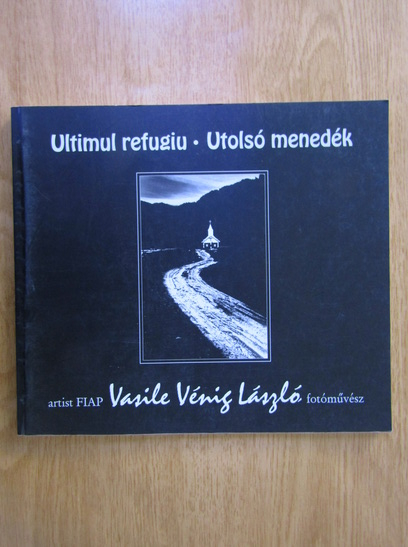 Ultimul refugiu • Utolsó menedék
artist FIAP Vasile Vénig László fotóművész